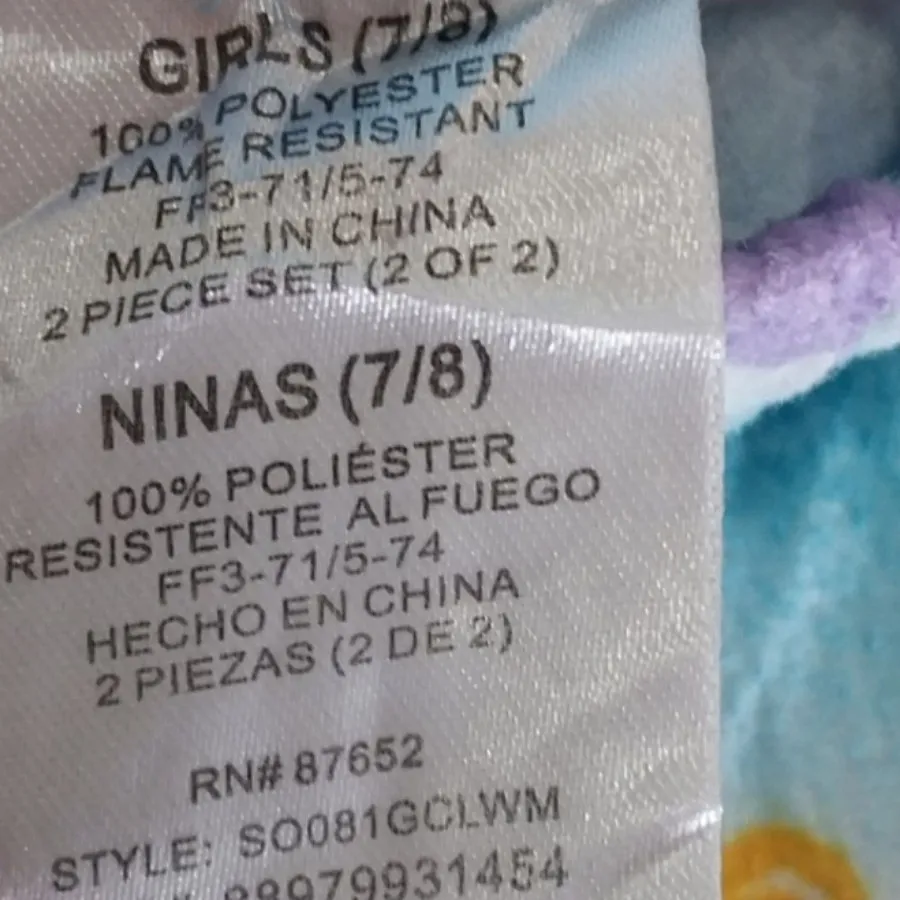 GIRLS (7/8)
100% POLYESTER
FLAME RESISTANT
FF3-71/5-74
MADE IN CHINA
2 PIECE SET (2 OF 2)
NINAS (7/8)
100% POLIÉSTER
RESISTENTE AL FUEGO
FF3-71/5-74
HECHO EN CHINA
2 PIEZAS (2 DE 2)
RN# 87652
STYLE: SO081GCLWM